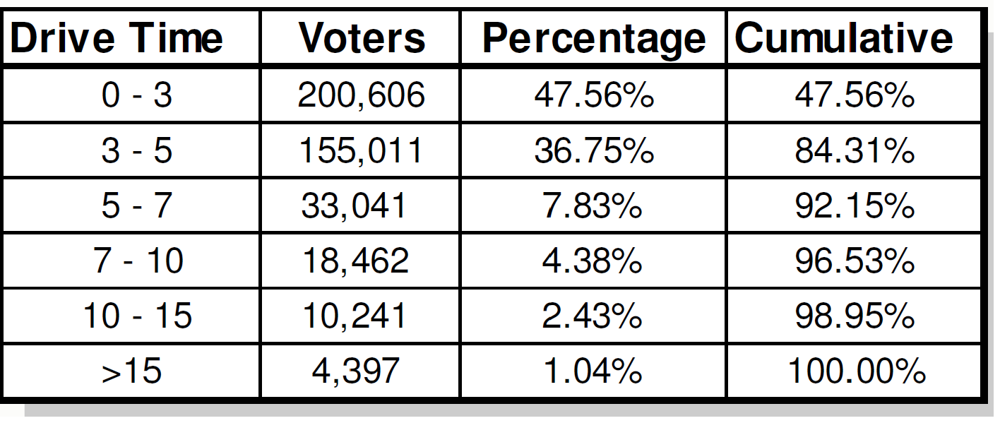 Drive Time Voters Percentage Cumulative
0 - 3 200,606 47.56% 47.56%
3 - 5 155,011 36.75% 84.31%
5 - 7 33,041 7.83% 92.15%
7 - 10 18,462 4.38% 96.53%
10 - 15 10,241 2.43% 98.95%
>15 4,397 1.04% 100.00%